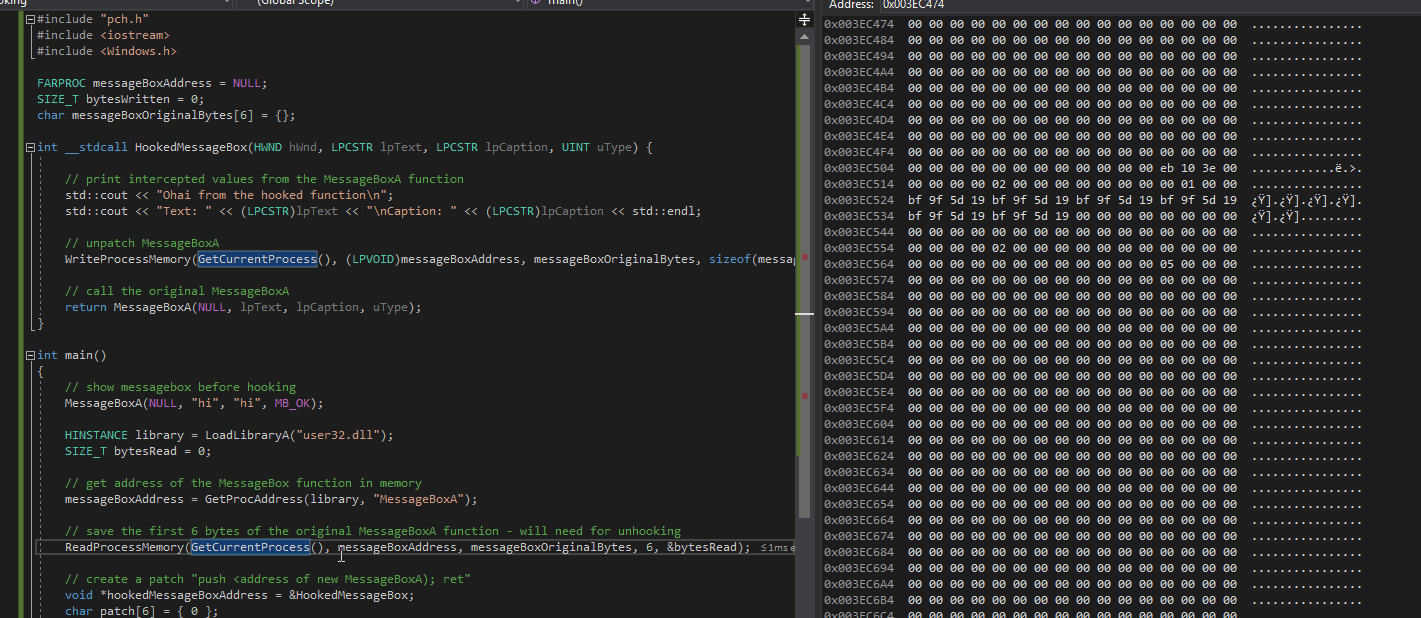 oking
(Global Scope)
main()
#include "pch.h"
#include <iostream>
#include <Windows.h>
FARPROC messageBoxAddress = NULL;
SIZE_T bytesWritten = 0;
char messageBoxOriginalBytes[6] = {};
int __stdcall HookedMessageBox(HWND hWnd, LPCSTR lpText, LPCSTR lpCaption, UINT uType) {
// print intercepted values from the MessageBoxA function
std::cout << "Ohai from the hooked function\n";
std::cout << "Text: " << (LPCSTR)lpText << "\nCaption: " << (LPCSTR)lpCaption << std::endl;
// unpatch MessageBoxA
WriteProcessMemory(GetCurrentProcess(), (LPVOID)messageBoxAddress, messageBoxOriginalBytes, sizeof(messa
// call the original MessageBoxA
return MessageBoxA(NULL, lpText, lpCaption, uType);
}
int main()
{
// show messagebox before hooking
MessageBoxA(NULL, "hi", "hi", MB_OK);
HINSTANCE library = LoadLibraryA("user32.dll");
SIZE_T bytesRead = 0;
// get address of the MessageBox function in memory
messageBoxAddress = GetProcAddress(library, "MessageBoxA");
// save the first 6 bytes of the original MessageBoxA function - will need for unhooking
ReadProcessMemory(GetCurrentProcess(), messageBoxAddress, messageBoxOriginalBytes, 6, &bytesRead); ≤1mse
// create a patch "push <address of new MessageBoxA); ret"
void *hookedMessageBoxAddress = &HookedMessageBox;
char patch[6] = { 0 };
Address: 0x003EC474
0x003EC474 00 00 00 00 00 00 00 00 00 00 00 00 00 00 00 00 ................
0x003EC484 00 00 00 00 00 00 00 00 00 00 00 00 00 00 00 00 ................
0x003EC494 00 00 00 00 00 00 00 00 00 00 00 00 00 00 00 00 ................
0x003EC4A4 00 00 00 00 00 00 00 00 00 00 00 00 00 00 00 00 ................
0x003EC4B4 00 00 00 00 00 00 00 00 00 00 00 00 00 00 00 00 ................
0x003EC4C4 00 00 00 00 00 00 00 00 00 00 00 00 00 00 00 00 ................
0x003EC4D4 00 00 00 00 00 00 00 00 00 00 00 00 00 00 00 00 ................
0x003EC4E4 00 00 00 00 00 00 00 00 00 00 00 00 00 00 00 00 ................
0x003EC4F4 00 00 00 00 00 00 00 00 00 00 00 00 00 00 00 00 ................
0x003EC504 00 00 00 00 00 00 00 00 00 00 00 00 eb 10 3e 00 ............ë.>.
0x003EC514 00 00 00 00 02 00 00 00 00 00 00 00 00 01 00 00 ................
0x003EC524 bf 9f 5d 19 bf 9f 5d 19 bf 9f 5d 19 bf 9f 5d 19 ¿Ÿ].¿Ÿ].¿Ÿ].¿Ÿ].
0x003EC534 bf 9f 5d 19 bf 9f 5d 19 00 00 00 00 00 00 00 00 ¿Ÿ].¿Ÿ].........
0x003EC544 00 00 00 00 00 00 00 00 00 00 00 00 00 00 00 00 ................
0x003EC554 00 00 00 00 02 00 00 00 00 00 00 00 00 00 00 00 ................
0x003EC564 00 00 00 00 00 00 00 00 00 00 00 00 05 00 00 00 ................
0x003EC574 00 00 00 00 00 00 00 00 00 00 00 00 00 00 00 00 ................
0x003EC584 00 00 00 00 00 00 00 00 00 00 00 00 00 00 00 00 ................
0x003EC594 00 00 00 00 00 00 00 00 00 00 00 00 00 00 00 00 ................
0x003EC5A4 00 00 00 00 00 00 00 00 00 00 00 00 00 00 00 00 ................
0x003EC5B4 00 00 00 00 00 00 00 00 00 00 00 00 00 00 00 00 ................
0x003EC5C4 00 00 00 00 00 00 00 00 00 00 00 00 00 00 00 00 ................
0x003EC5D4 00 00 00 00 00 00 00 00 00 00 00 00 00 00 00 00 ................
0x003EC5E4 00 00 00 00 00 00 00 00 00 00 00 00 00 00 00 00 ................
0x003EC5F4 00 00 00 00 00 00 00 00 00 00 00 00 00 00 00 00 ................
0x003EC604 00 00 00 00 00 00 00 00 00 00 00 00 00 00 00 00 ................
0x003EC614 00 00 00 00 00 00 00 00 00 00 00 00 00 00 00 00 ................
0x003EC624 00 00 00 00 00 00 00 00 00 00 00 00 00 00 00 00 ................
0x003EC634 00 00 00 00 00 00 00 00 00 00 00 00 00 00 00 00 ................
0x003EC644 00 00 00 00 00 00 00 00 00 00 00 00 00 00 00 00 ................
0x003EC654 00 00 00 00 00 00 00 00 00 00 00 00 00 00 00 00 ................
0x003EC664 00 00 00 00 00 00 00 00 00 00 00 00 00 00 00 00 ................
0x003EC674 00 00 00 00 00 00 00 00 00 00 00 00 00 00 00 00 ................
0x003EC684 00 00 00 00 00 00 00 00 00 00 00 00 00 00 00 00 ................
0x003EC694 00 00 00 00 00 00 00 00 00 00 00 00 00 00 00 00 ................
0x003EC6A4 00 00 00 00 00 00 00 00 00 00 00 00 00 00 00 00 ................
0x003EC6B4 00 00 00 00 00 00 00 00 00 00 00 00 00 00 00 00 ................
0x003EC6C4 00 00 00 00 00 00 00 00 00 00 00 00 00 00 00 00 ................